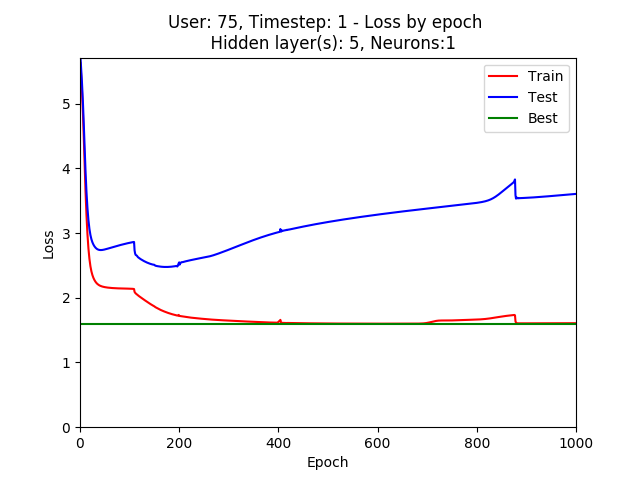 User: 75, Timestep: 1 - Loss by epoch
Hidden layer(s): 5, Neurons:1
Train
Test
Best
5
4
3
2
1
0
Loss
0 200 400 600 800 1000
Epoch